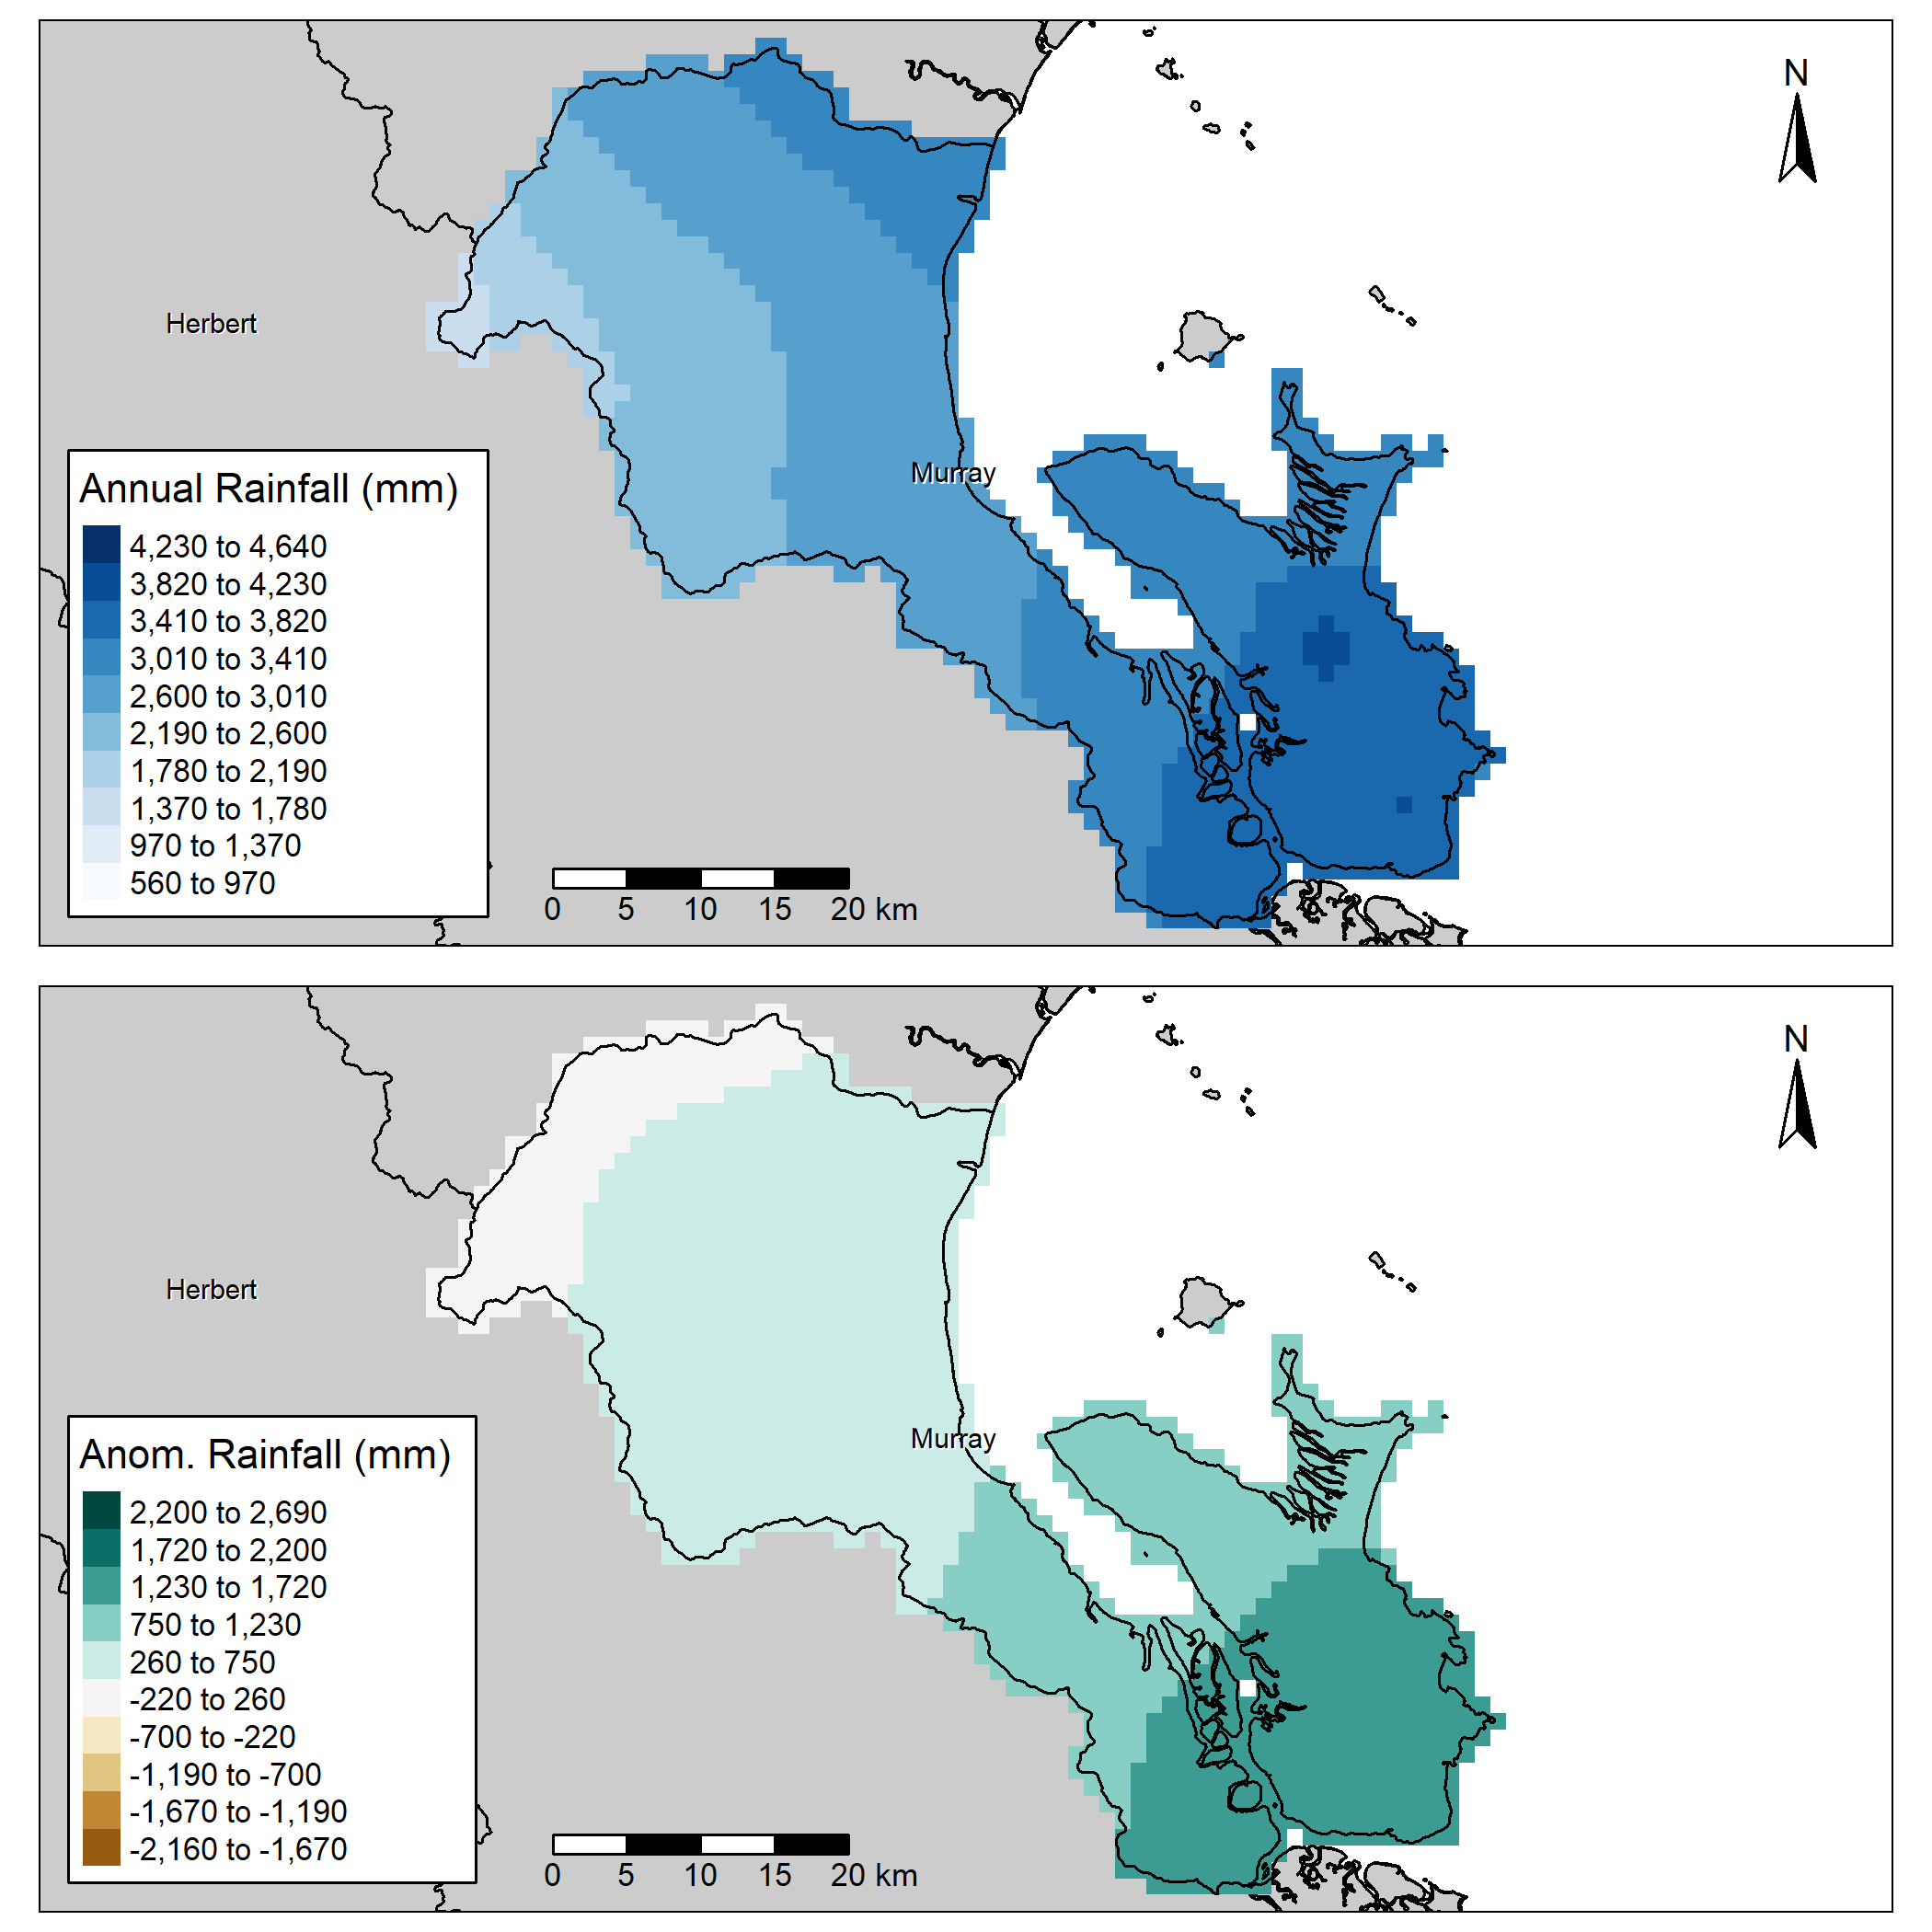 N
Herbert
Murray
Annual Rainfall (mm)
4,230 to 4,640
3,820 to 4,230
3,410 to 3,820
3,010 to 3,410
2,600 to 3,010
2,190 to 2,600
1,780 to 2,190
1,370 to 1,780
970 to 1,370
560 to 970
0 5 10 15 20 km
N
Herbert
Murray
Anom. Rainfall (mm)
2,200 to 2,690
1,720 to 2,200
1,230 to 1,720
750 to 1,230
260 to 750
-220 to 260
-700 to -220
-1,190 to -700
-1,670 to -1,190
-2,160 to -1,670
0 5 10 15 20 km